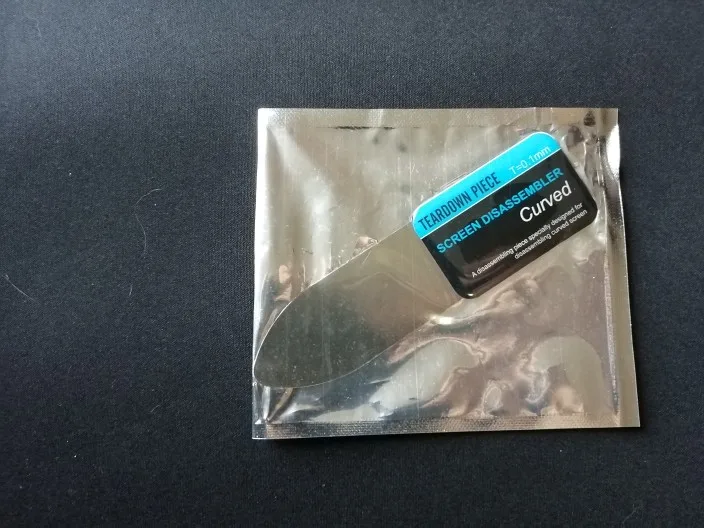 TEARDOWN PIECE T=0.1mm
SCREEN DISASSEMBLER
Curved
A disassembling piece specially designed for
disassembling curved screen